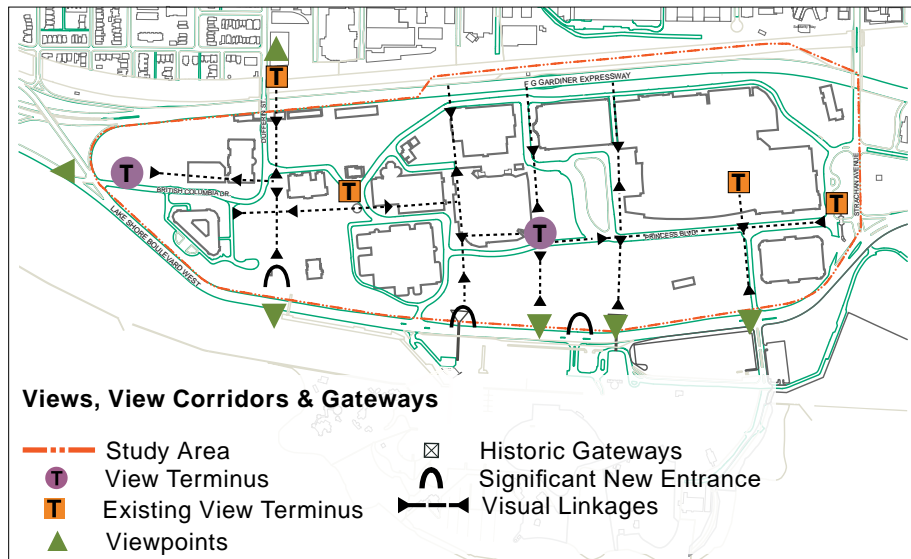 T
DUFFERIN ST
F G GARDINER EXPRESSWAY
T
BRITISH COLUMBIA DR
T
T
T
STRACHAN AVENUE
LAKE SHORE BOULEVARD WEST
T
PRINCESS BLVD
Views, View Corridors & Gateways
Study Area
T View Terminus
T Existing View Terminus
Viewpoints
Historic Gateways
Significant New Entrance
Visual Linkages